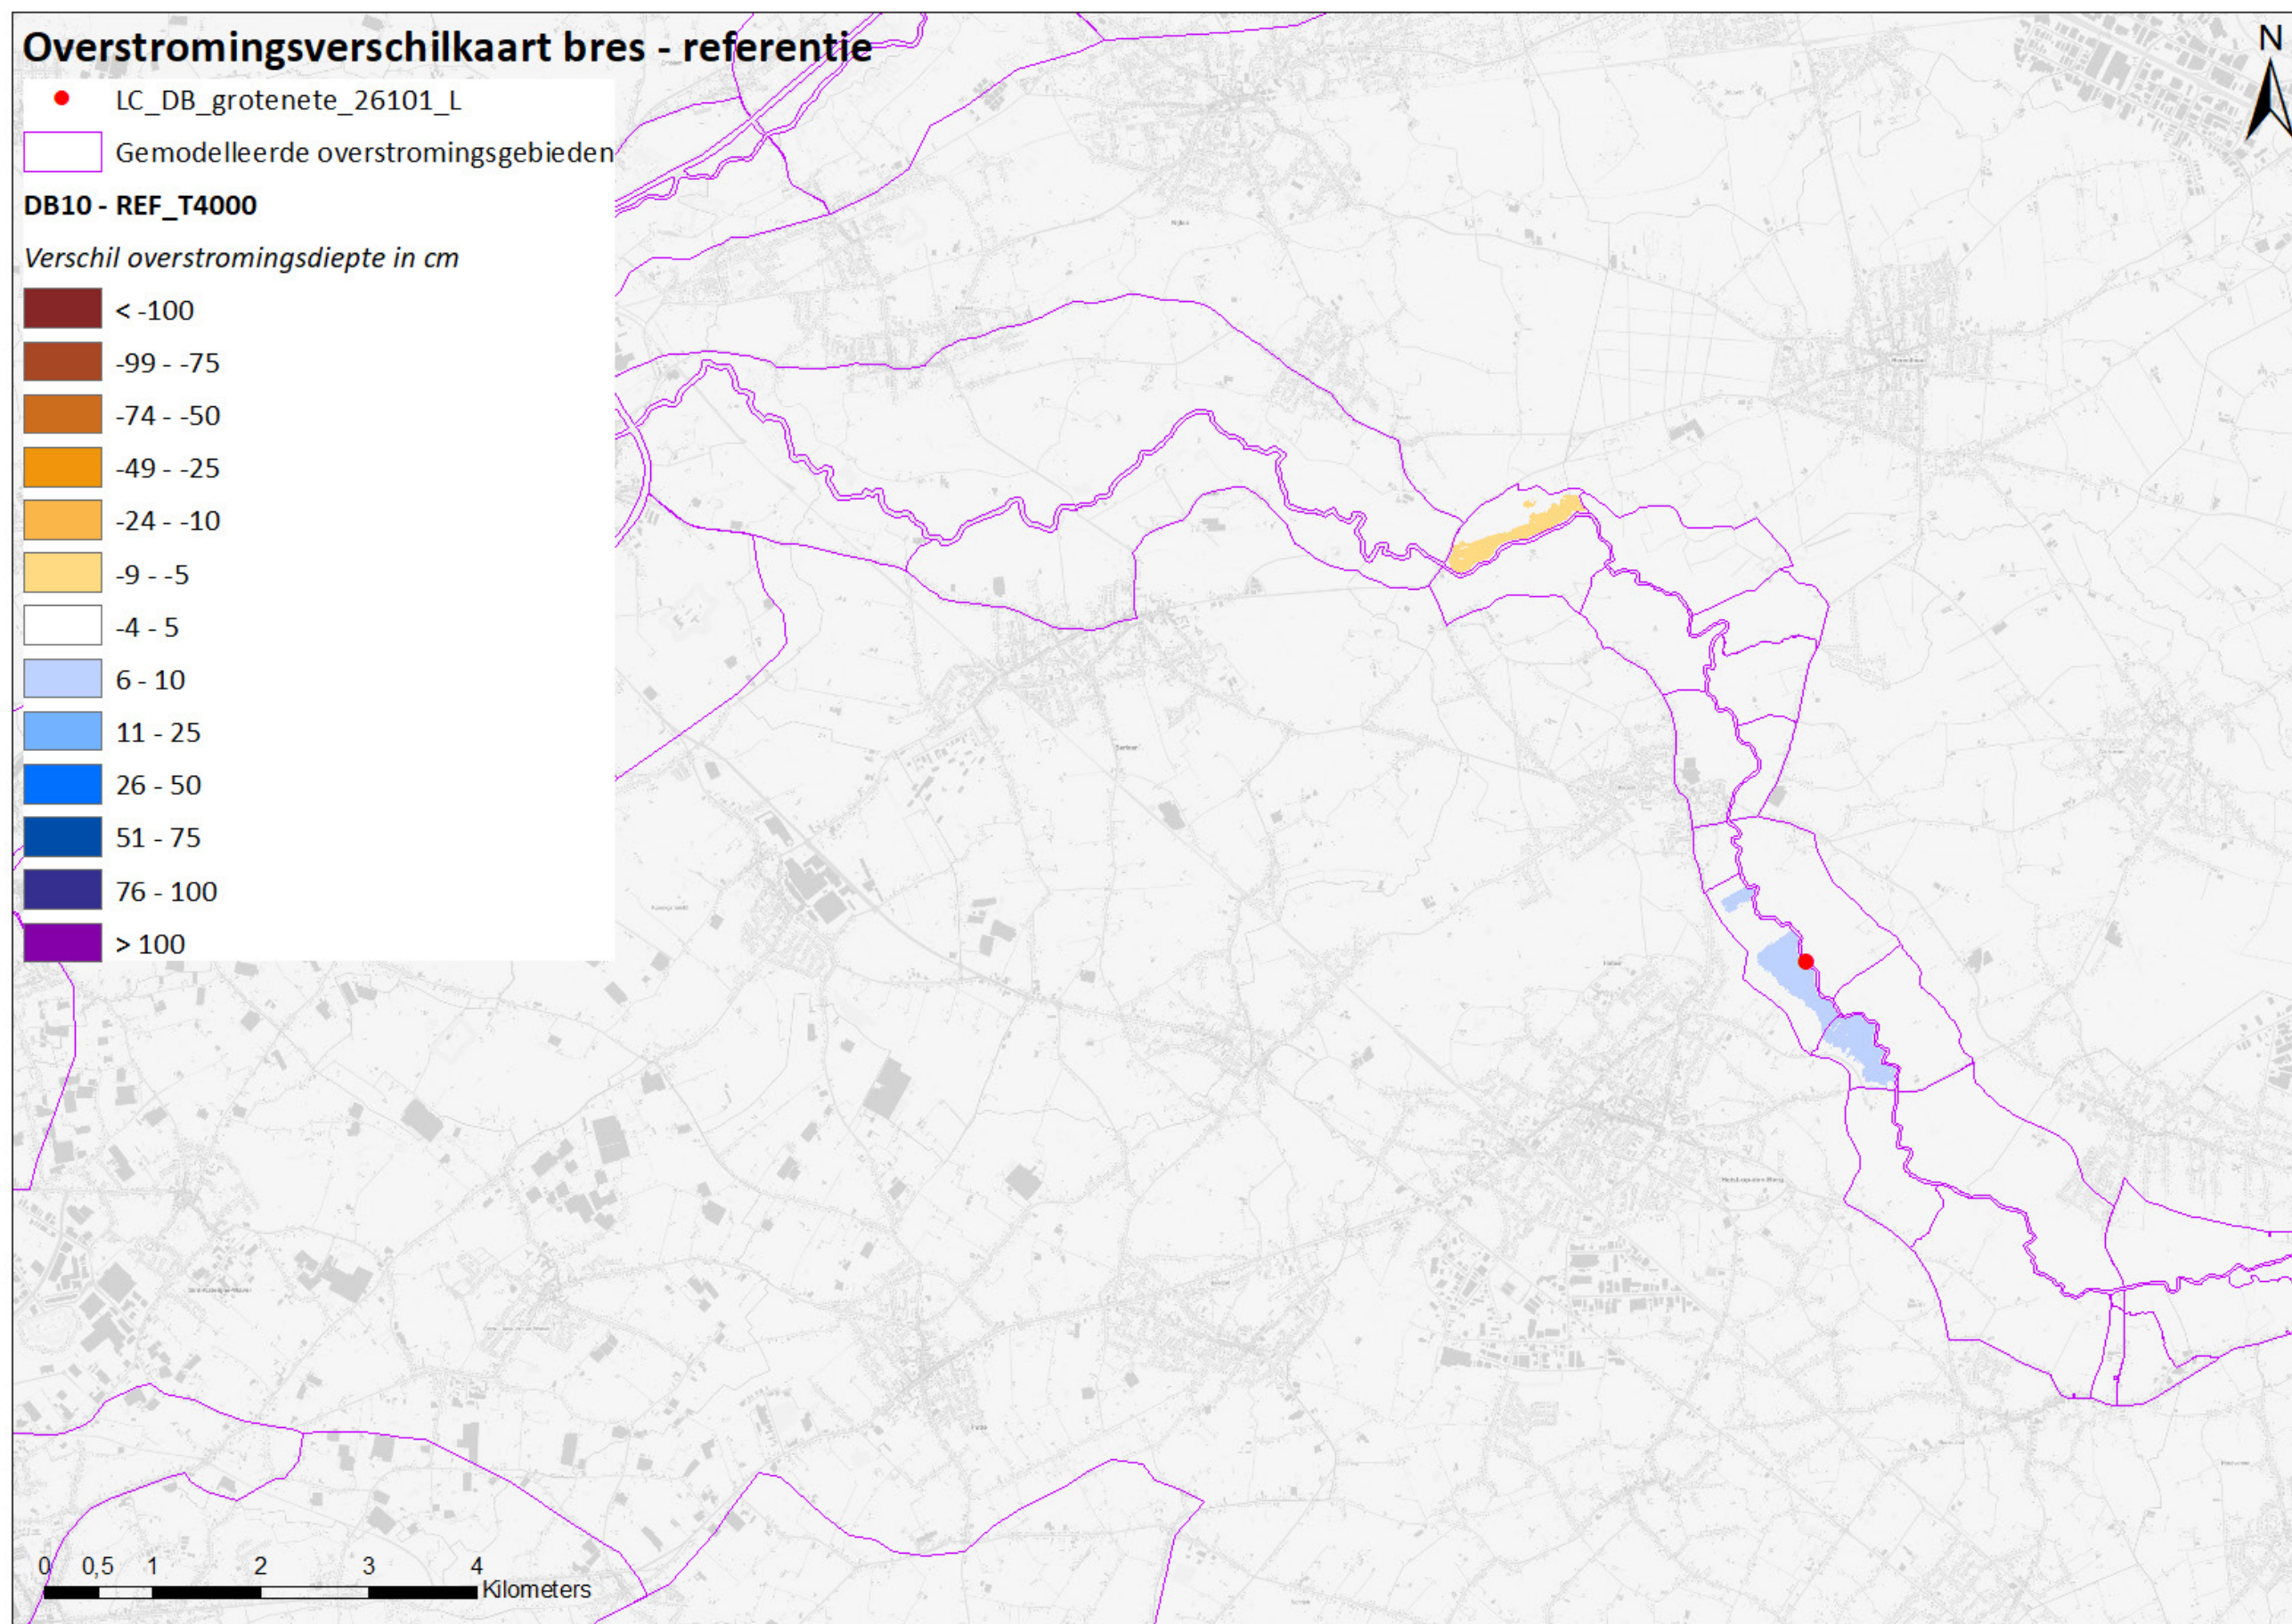 Overstromingsverschilkaart bres - referentie
N
LC_DB_grotenete_26101_L
Gemodelleerde overstromingsgebieden
DB10 - REF_T4000
Verschil overstromingsdiepte in cm
< -100
-99 - -75
-74 - -50
-49 - -25
-24 - -10
-9 - -5
-4 - 5
6 - 10
11 - 25
26 - 50
51 - 75
76 - 100
> 100
0 0,5 1 2 3 4
Kilometers